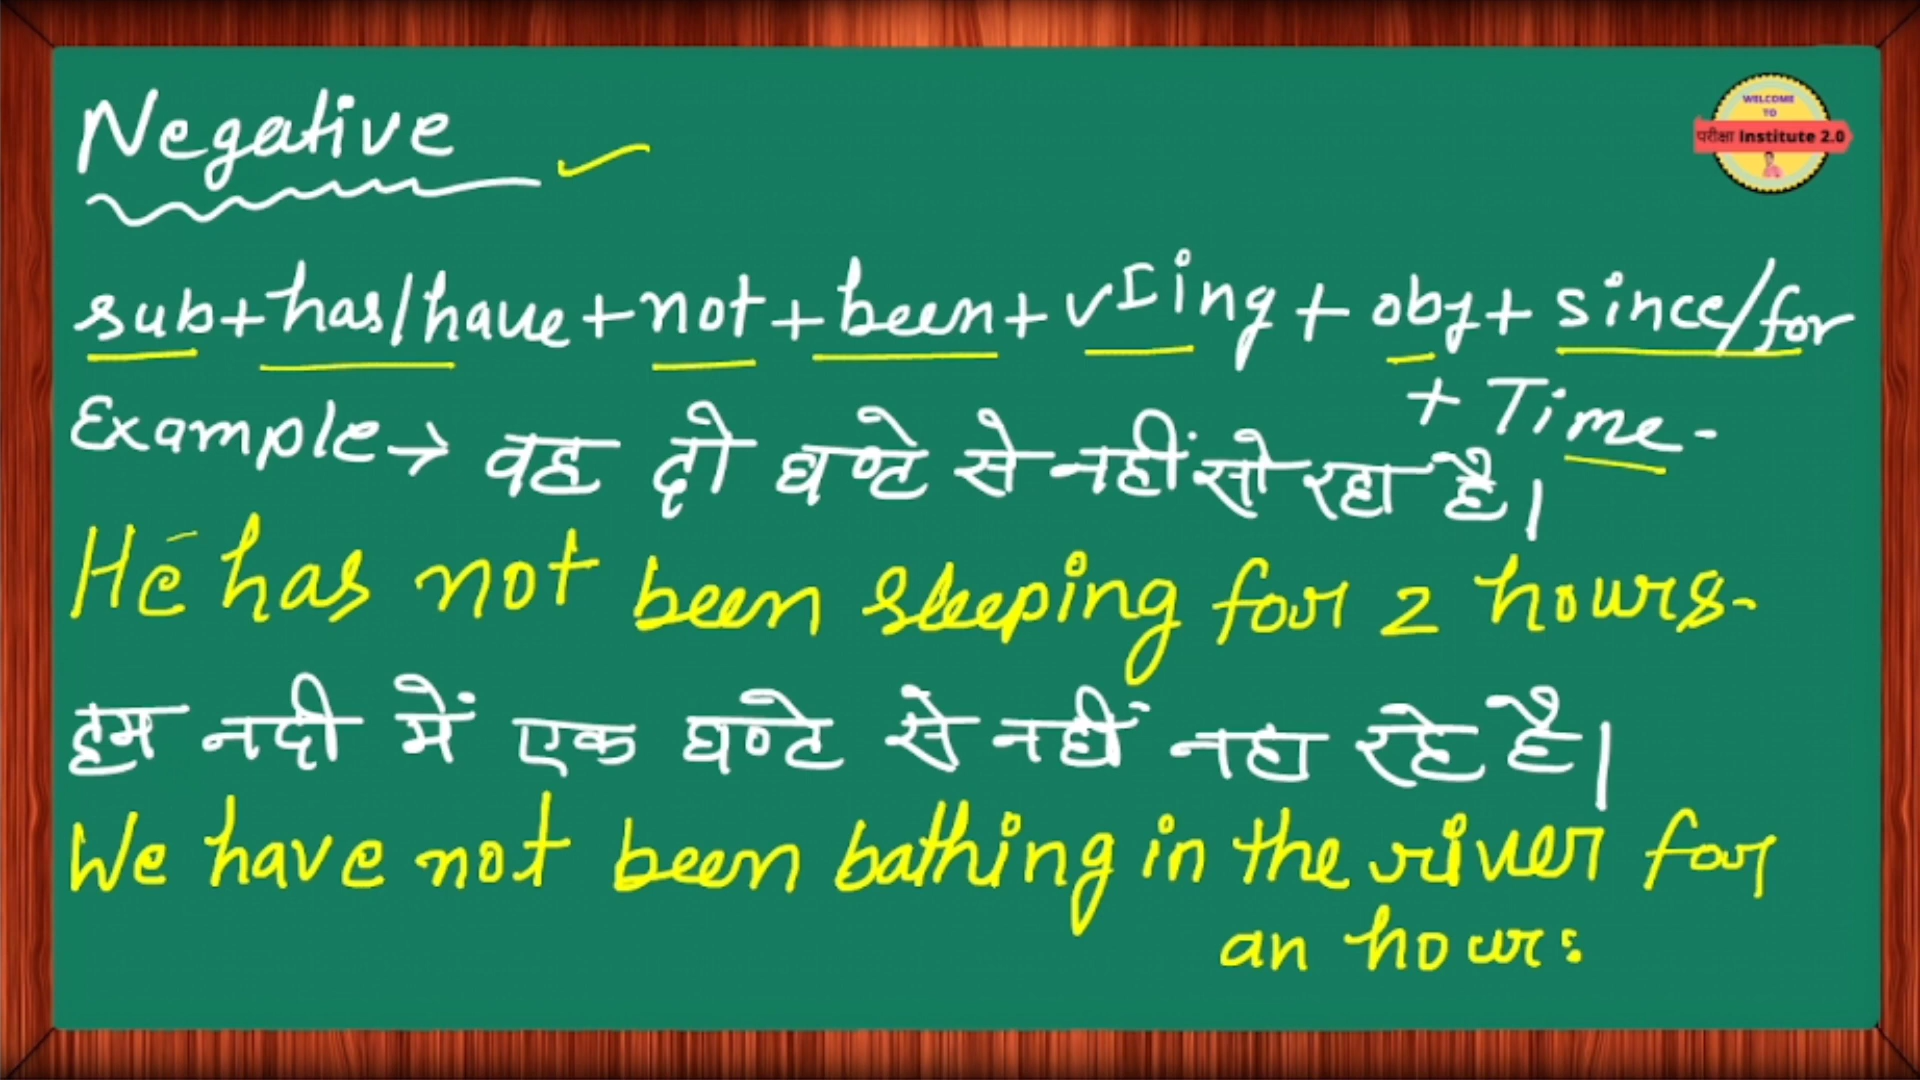 Negative
WELCOME
TO
परीक्षा Institute 2.0
sub+has/have+not+been+vIing+obj+since/for
+Time-
Example→ वह दो घण्टे से नहीं सो रहा है।
He has not been sleeping for 2 hours-
हम नदी में एक घण्टे से नहीं नहा रहे है।
We have not been bathing in the river for
an hour: